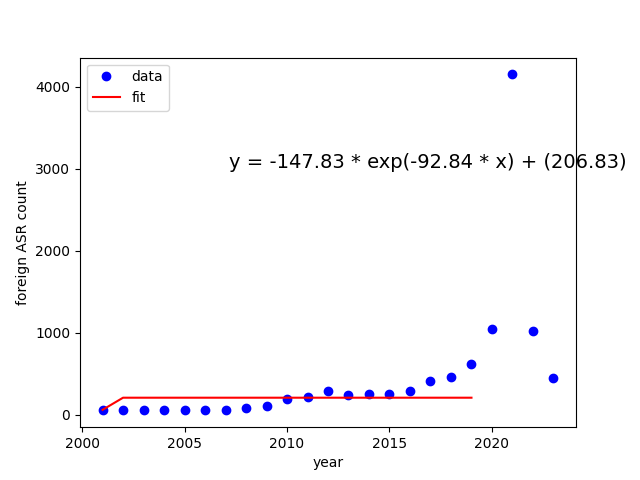 data
fit
y = -147.83 * exp(-92.84 * x) + (206.83)
foreign ASR count
4000
3000
2000
1000
0
2000
2005
2010
2015
2020
year